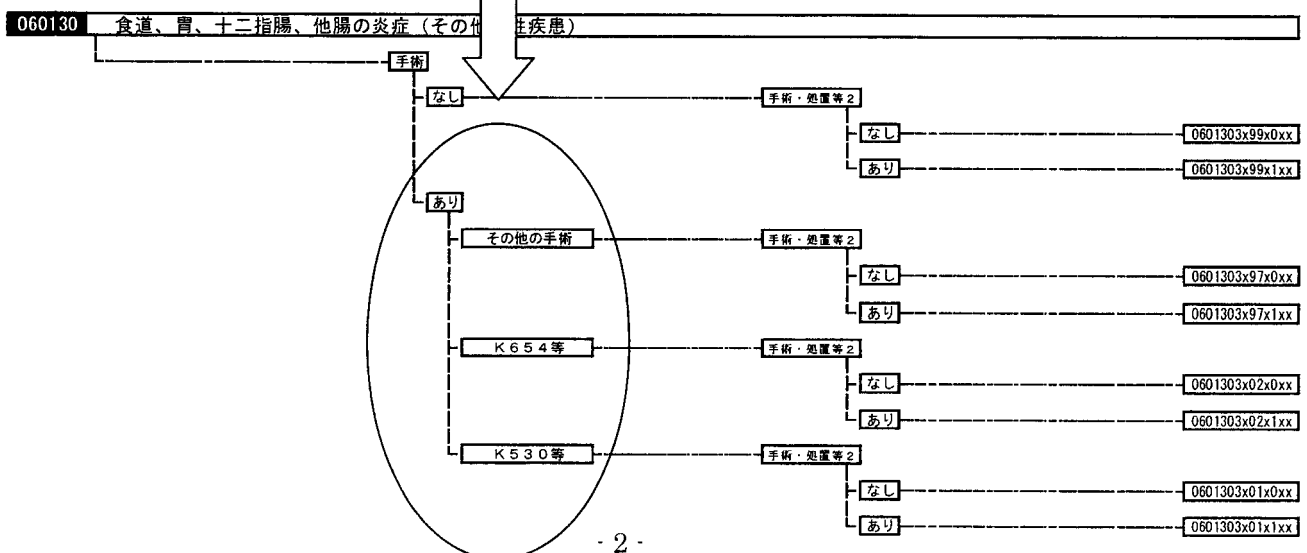 060130 食道、胃、十二指腸、他腸の炎症（その他 性疾患）
手術
なし 手術・処置等2
なし 0601303x99x0xx
あり 0601303x99x1xx
あり
その他の手術 手術・処置等2
なし 0601303x97x0xx
あり 0601303x97x1xx
K654等 手術・処置等2
なし 0601303x02x0xx
あり 0601303x02x1xx
K530等 手術・処置等2
なし 0601303x01x0xx
あり 0601303x01x1xx
- 2 -